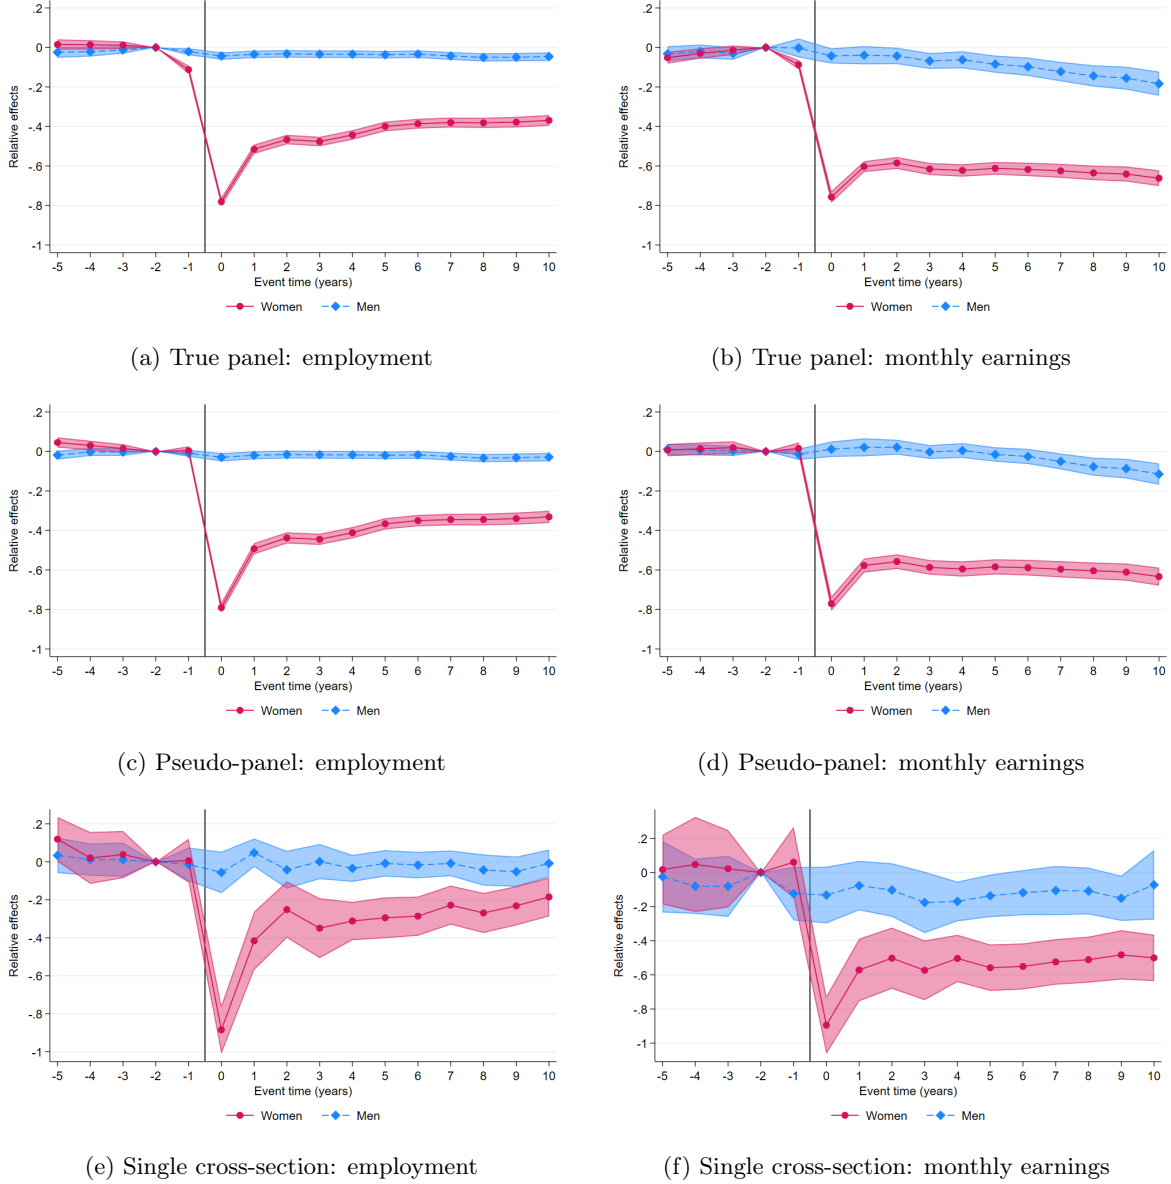 .2
0
-.2
-.4
-.6
-.8
-1
Relative effects
-5 -4 -3 -2 -1 0 1 2 3 4 5 6 7 8 9 10
Event time (years)
Women Men
(a) True panel: employment
.2
0
-.2
-.4
-.6
-.8
-1
Relative effects
-5 -4 -3 -2 -1 0 1 2 3 4 5 6 7 8 9 10
Event time (years)
Women Men
(b) True panel: monthly earnings
.2
0
-.2
-.4
-.6
-.8
-1
Relative effects
-5 -4 -3 -2 -1 0 1 2 3 4 5 6 7 8 9 10
Event time (years)
Women Men
(c) Pseudo-panel: employment
.2
0
-.2
-.4
-.6
-.8
-1
Relative effects
-5 -4 -3 -2 -1 0 1 2 3 4 5 6 7 8 9 10
Event time (years)
Women Men
(d) Pseudo-panel: monthly earnings
.2
0
-.2
-.4
-.6
-.8
-1
Relative effects
-5 -4 -3 -2 -1 0 1 2 3 4 5 6 7 8 9 10
Event time (years)
Women Men
(e) Single cross-section: employment
.2
0
-.2
-.4
-.6
-.8
-1
Relative effects
-5 -4 -3 -2 -1 0 1 2 3 4 5 6 7 8 9 10
Event time (years)
Women Men
(f) Single cross-section: monthly earnings